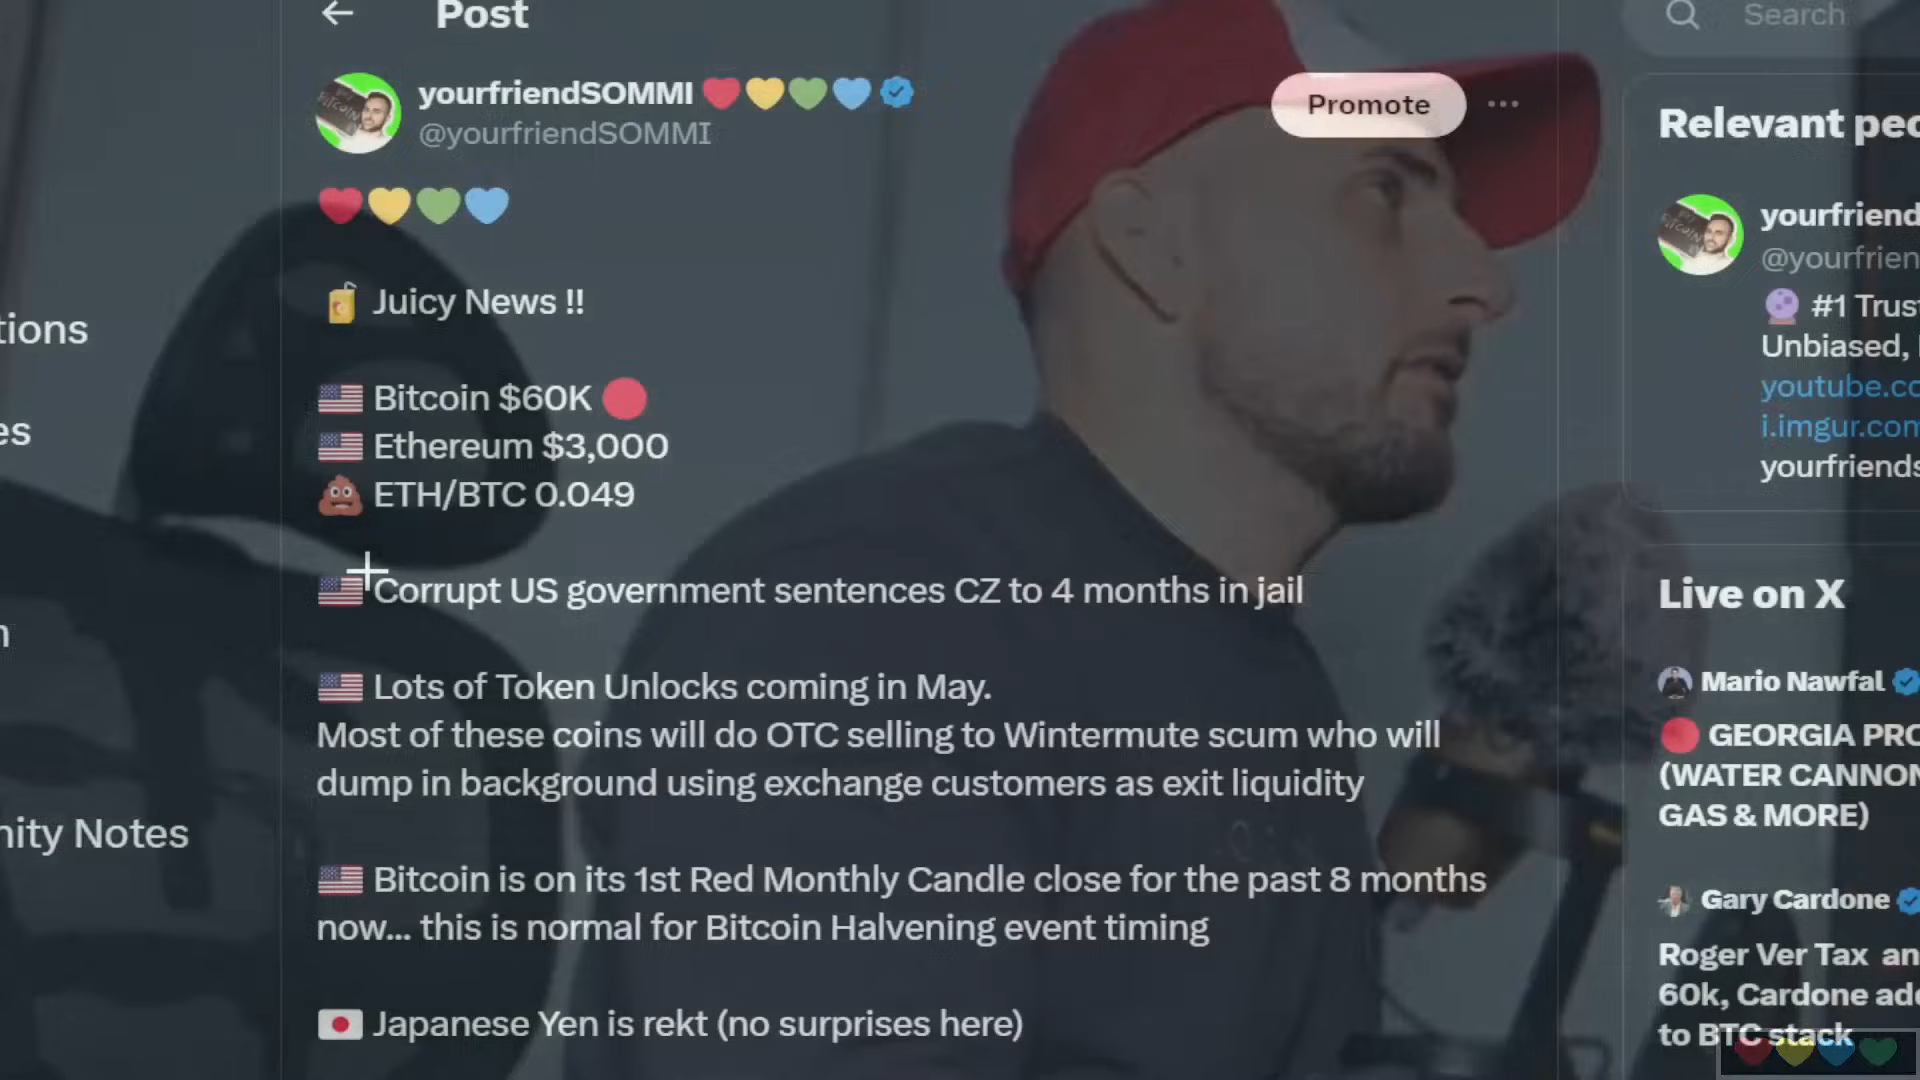 Post
Search
yourfriendSOMMI
@yourfriendSOMMI
Promote
Juicy News !!
Bitcoin $60K
Ethereum $3,000
ETH/BTC 0.049
Corrupt US government sentences CZ to 4 months in jail
Lots of Token Unlocks coming in May.
Most of these coins will do OTC selling to Wintermute scum who will
dump in background using exchange customers as exit liquidity
Bitcoin is on its 1st Red Monthly Candle close for the past 8 months
now... this is normal for Bitcoin Halvening event timing
Japanese Yen is rekt (no surprises here)
tions
es
n
nity Notes
Relevant peo
yourfriend
@yourfrien
#1 Trus
Unbiased,
youtube.co
i.imgur.com
yourfriends
Live on X
Mario Nawfal
GEORGIA PRO
(WATER CANNON
GAS & MORE)
Gary Cardone
Roger Ver Tax an
60k, Cardone add
to BTC stack